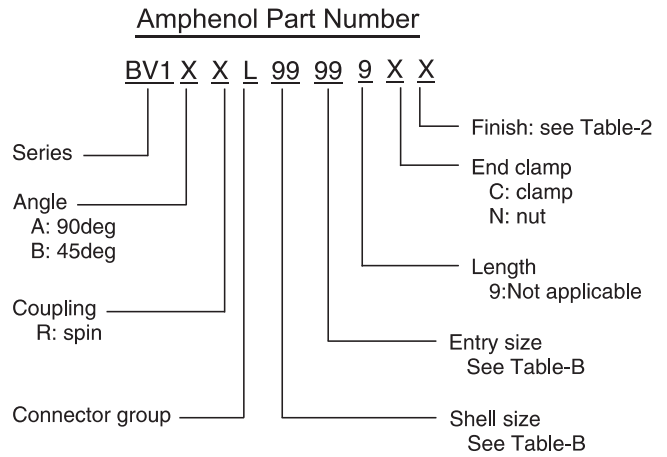 Amphenol Part Number
BV1 X X L 99 99 9 X X
Series
Angle
A: 90deg
B: 45deg
Coupling
R: spin
Connector group
Finish: see Table-2
End clamp
C: clamp
N: nut
Length
9:Not applicable
Entry size
See Table-B
Shell size
See Table-B